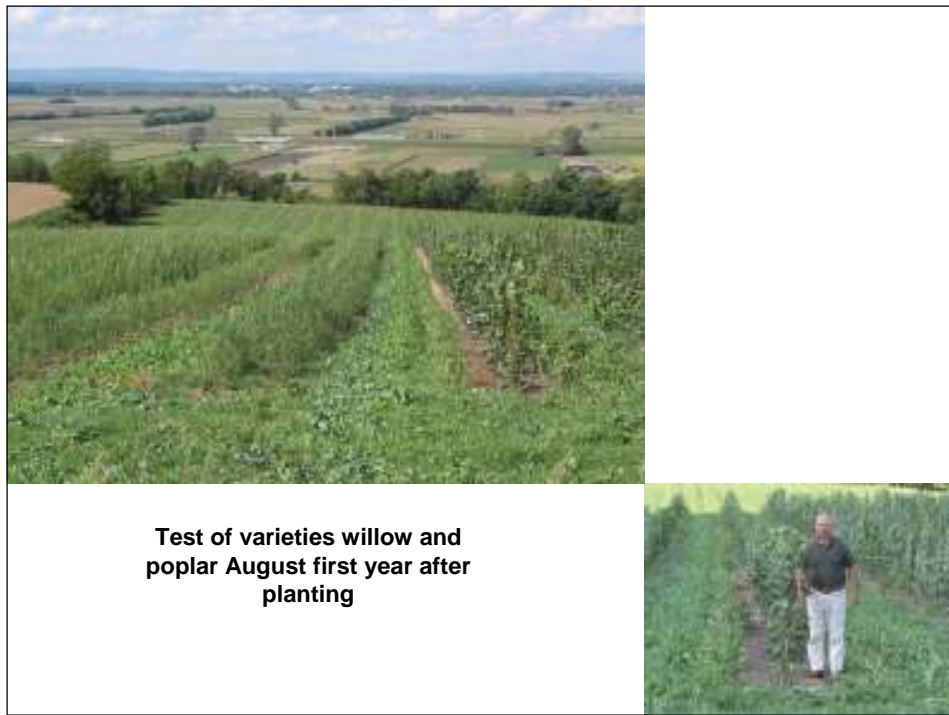 Test of varieties willow and
poplar August first year after
planting